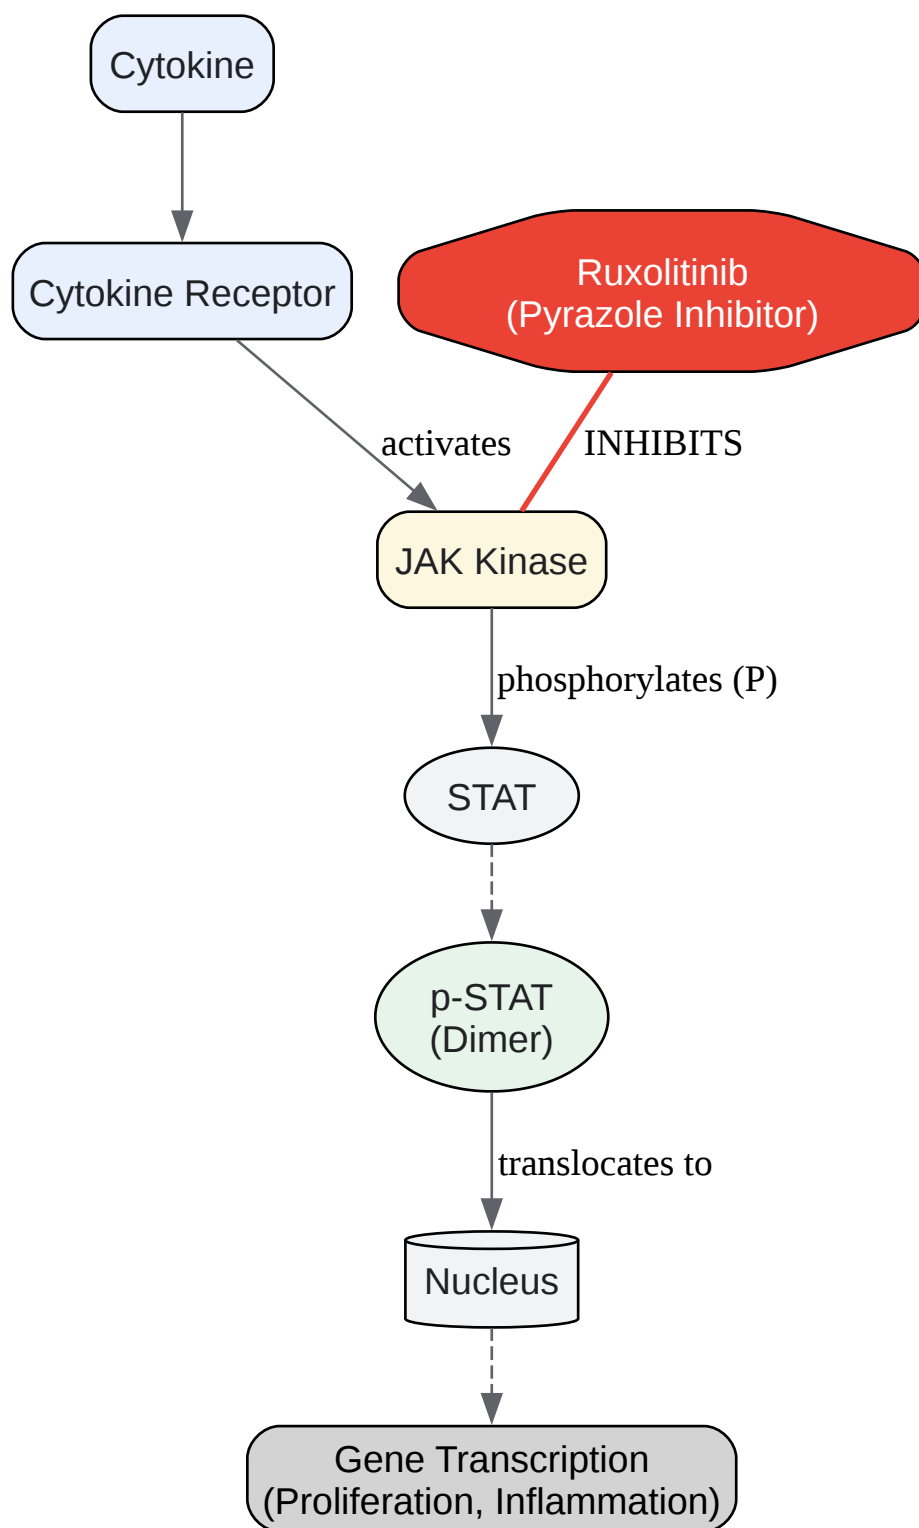 Cytokine
Cytokine Receptor
Ruxolitinib
(Pyrazole Inhibitor)
activates
INHIBITS
JAK Kinase
phosphorylates (P)
STAT
p-STAT
(Dimer)
translocates to
Nucleus
Gene Transcription
(Proliferation, Inflammation)